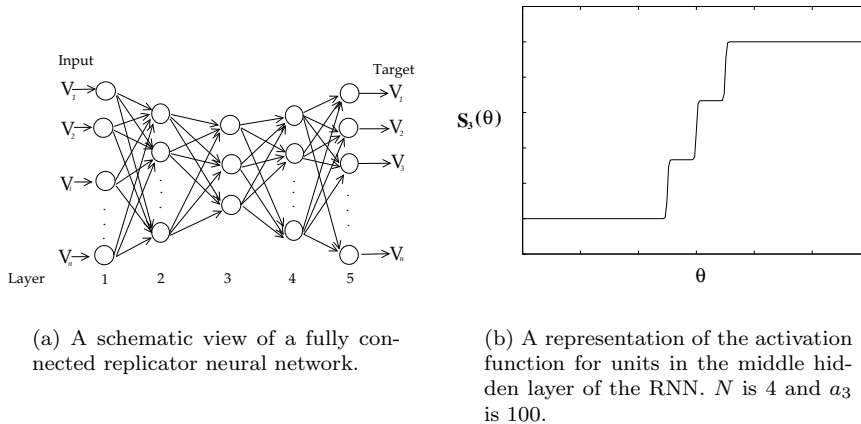 Input
Target
V1
V2
Vi
Vn
V1
V2
V3
Vn
Layer 1 2 3 4 5
S3(θ)
θ
(a) A schematic view of a fully con-
nected replicator neural network.
(b) A representation of the activation
function for units in the middle hid-
den layer of the RNN. N is 4 and a3
is 100.